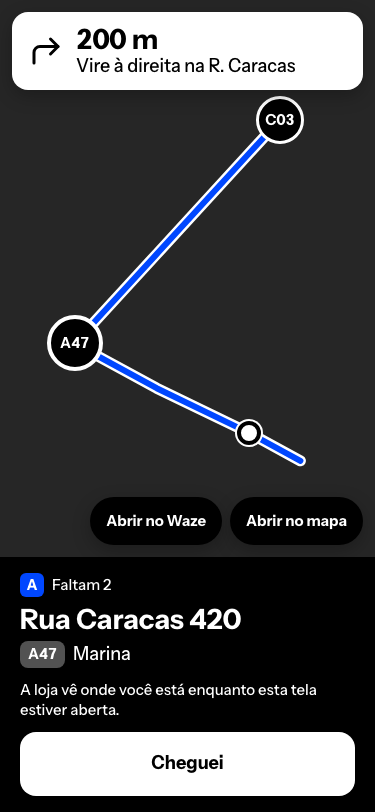 200 m
Vire à direita na R. Caracas
C03
A47
Abrir no Waze
Abrir no mapa
A Faltam 2
Rua Caracas 420
A47 Marina
A loja vê onde você está enquanto esta tela
estiver aberta.
Cheguei